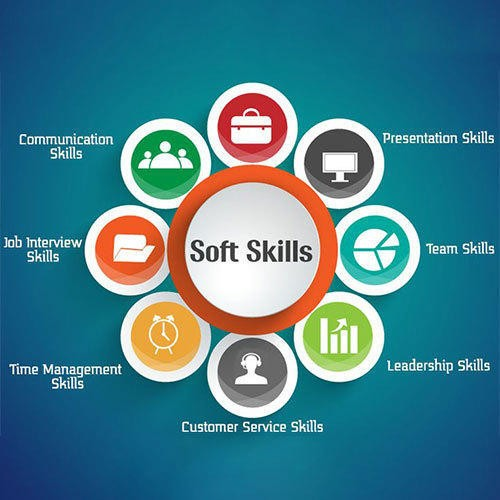 Communication
Skills
Presentation Skills
Job Interview
Skills
Soft Skills
Team Skills
Time Management
Skills
Leadership Skills
Customer Service Skills